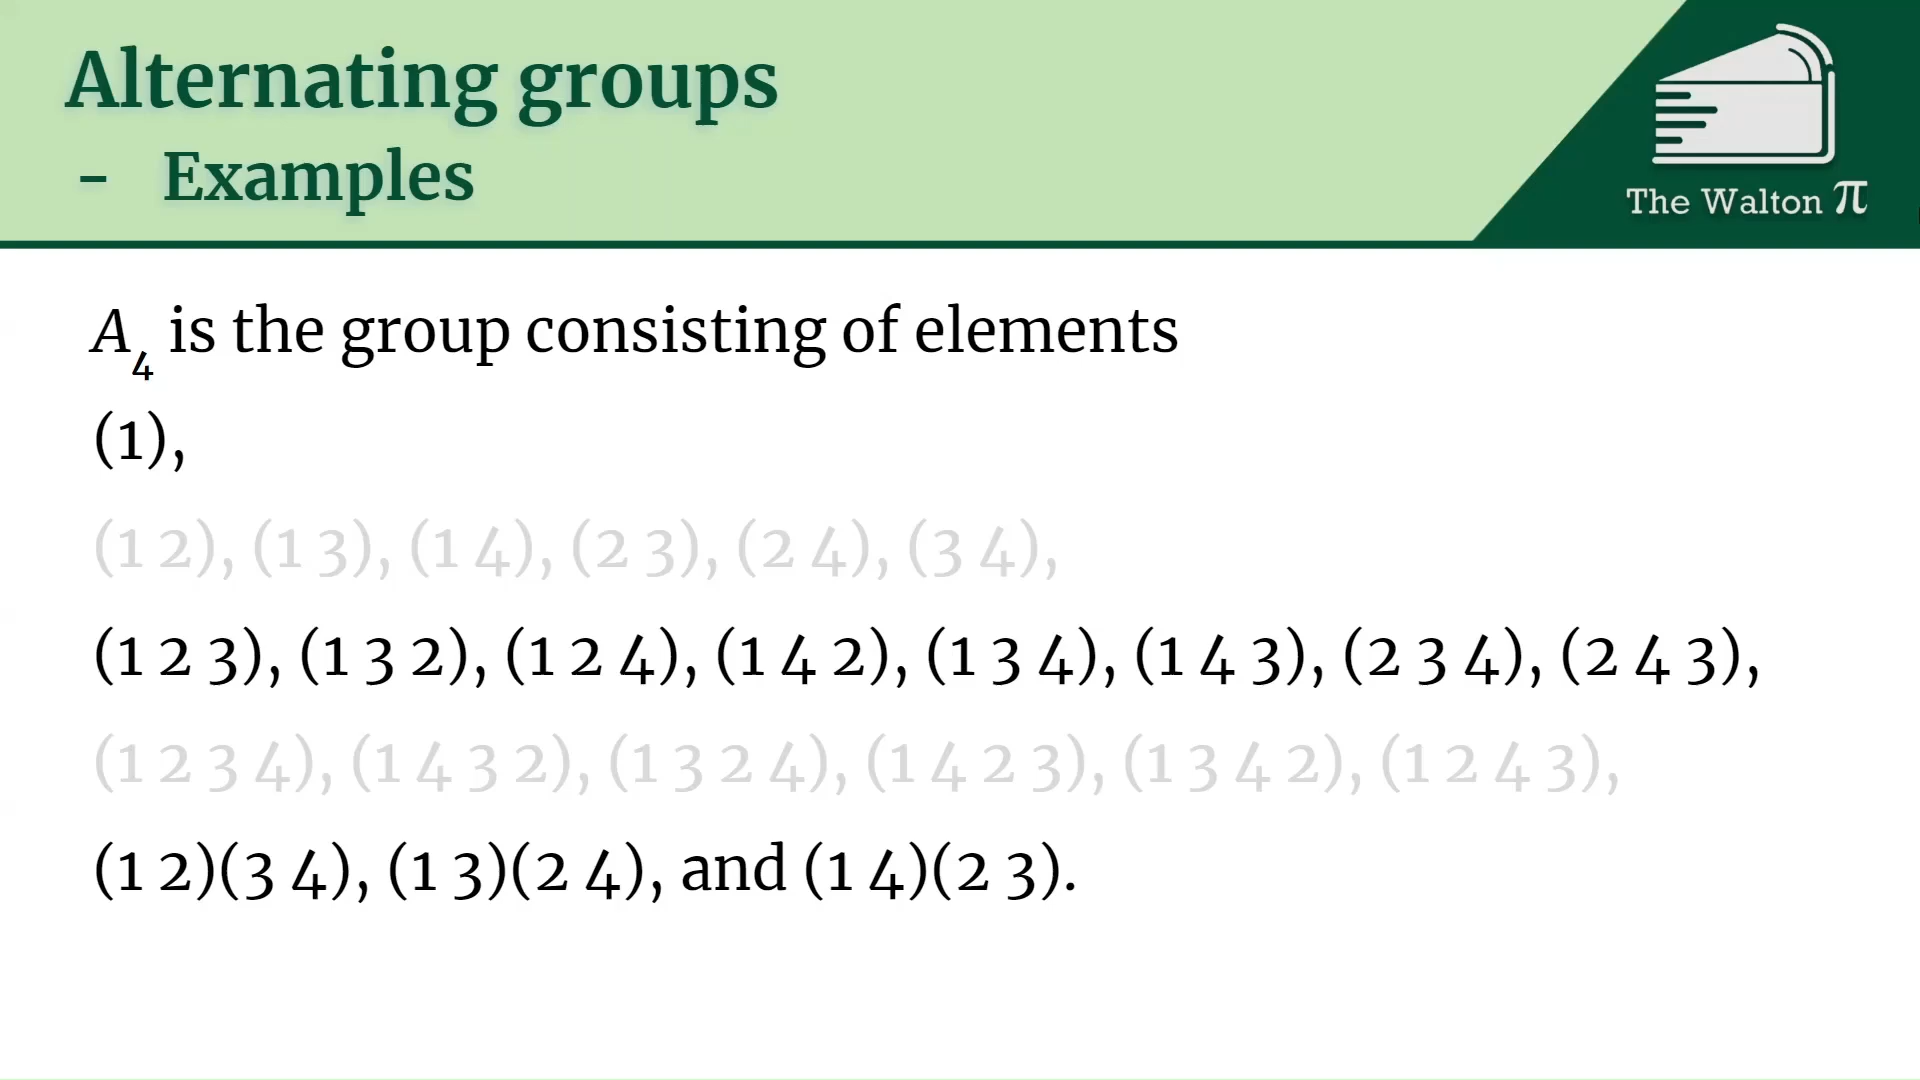 Alternating groups
- Examples
The Walton π
A₄ is the group consisting of elements
(1),
(1 2), (1 3), (1 4), (2 3), (2 4), (3 4),
(1 2 3), (1 3 2), (1 2 4), (1 4 2), (1 3 4), (1 4 3), (2 3 4), (2 4 3),
(1 2 3 4), (1 4 3 2), (1 3 2 4), (1 4 2 3), (1 3 4 2), (1 2 4 3),
(1 2)(3 4), (1 3)(2 4), and (1 4)(2 3).